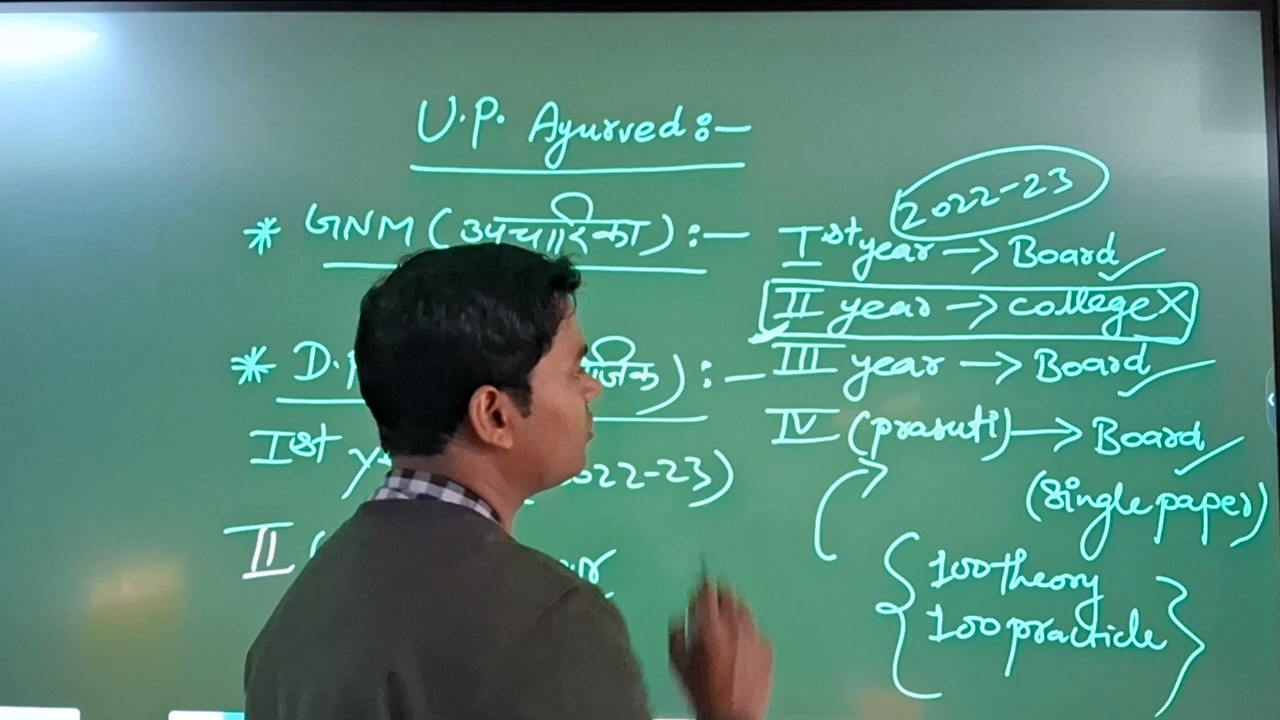 U.P. Ayurved :-
2022-23
* GNM (उपचारिका) :-
Ist year → Board ✓
II year → college X
III year → Board ✓
* D.
) :-
IV (prasuti) → Board ✓
(single paper)
Ist
2022-23)
II
100 theory
100 practicle